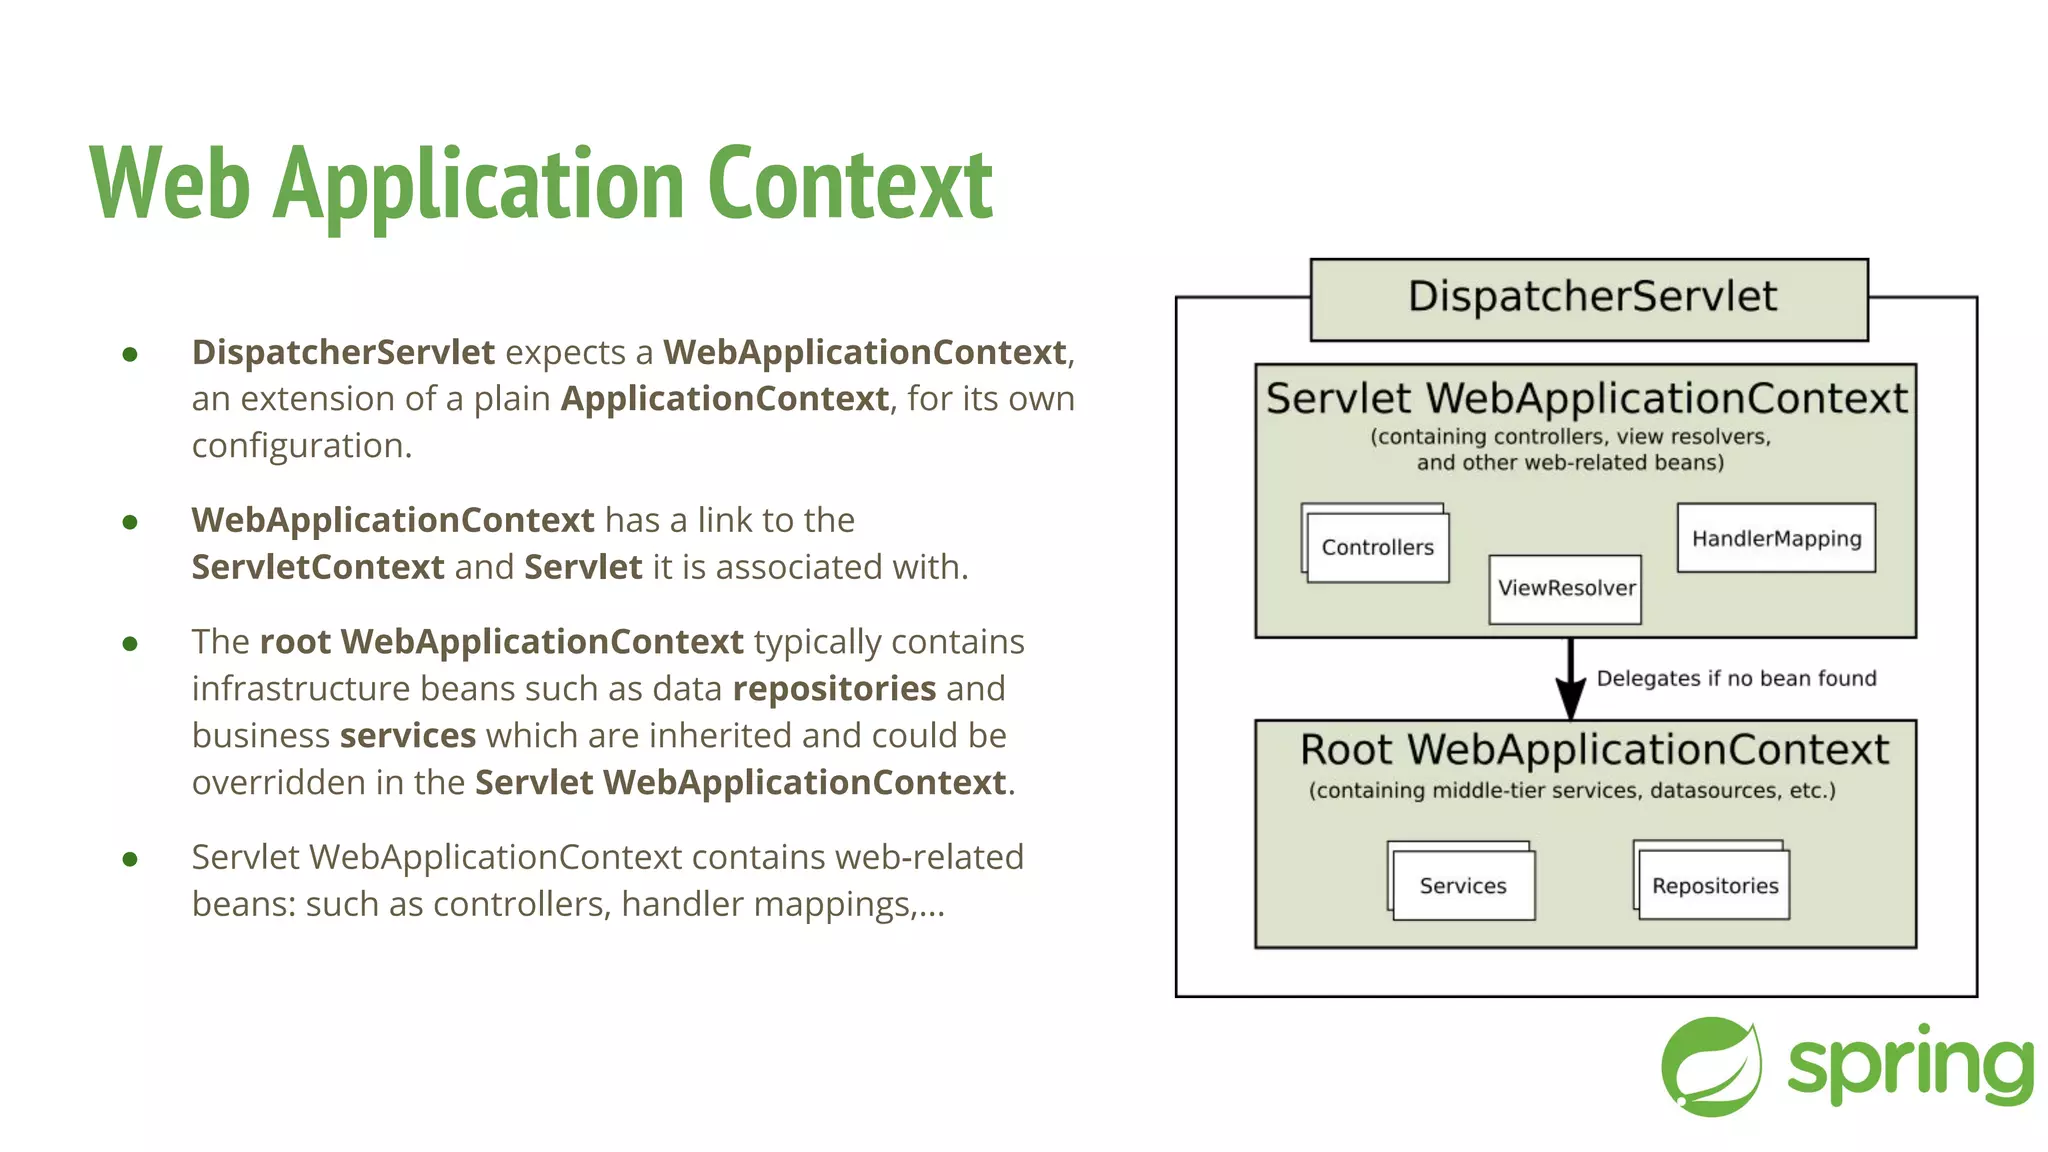 Web Application Context
● DispatcherServlet expects a WebApplicationContext,
an extension of a plain ApplicationContext, for its own
configuration.
● WebApplicationContext has a link to the
ServletContext and Servlet it is associated with.
● The root WebApplicationContext typically contains
infrastructure beans such as data repositories and
business services which are inherited and could be
overridden in the Servlet WebApplicationContext.
● Servlet WebApplicationContext contains web-related
beans: such as controllers, handler mappings,...
DispatcherServlet
Servlet WebApplicationContext
(containing controllers, view resolvers,
and other web-related beans)
Controllers
ViewResolver
HandlerMapping
Delegates if no bean found
Root WebApplicationContext
(containing middle-tier services, datasources, etc.)
Services
Repositories
spring